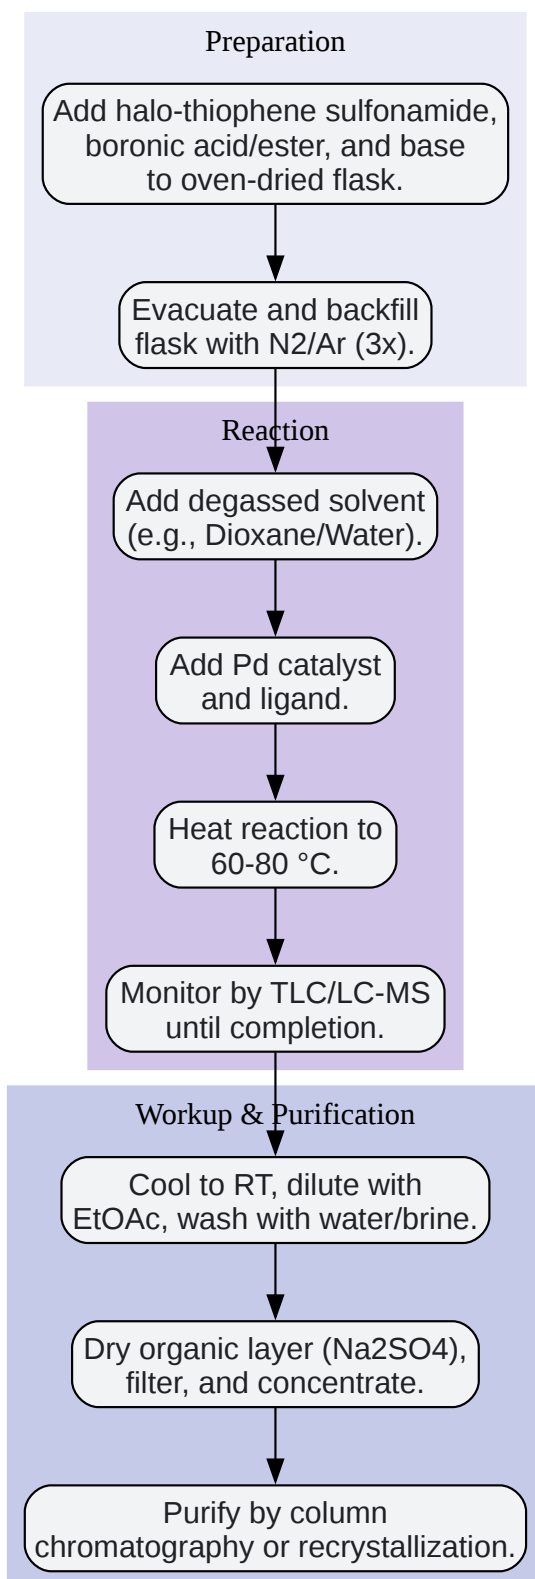 Preparation
Add halo-thiophene sulfonamide,
boronic acid/ester, and base
to oven-dried flask.
Evacuate and backfill
flask with N2/Ar (3x).
Reaction
Add degassed solvent
(e.g., Dioxane/Water).
Add Pd catalyst
and ligand.
Heat reaction to
60-80 °C.
Monitor by TLC/LC-MS
until completion.
Workup & Purification
Cool to RT, dilute with
EtOAc, wash with water/brine.
Dry organic layer (Na2SO4),
filter, and concentrate.
Purify by column
chromatography or recrystallization.